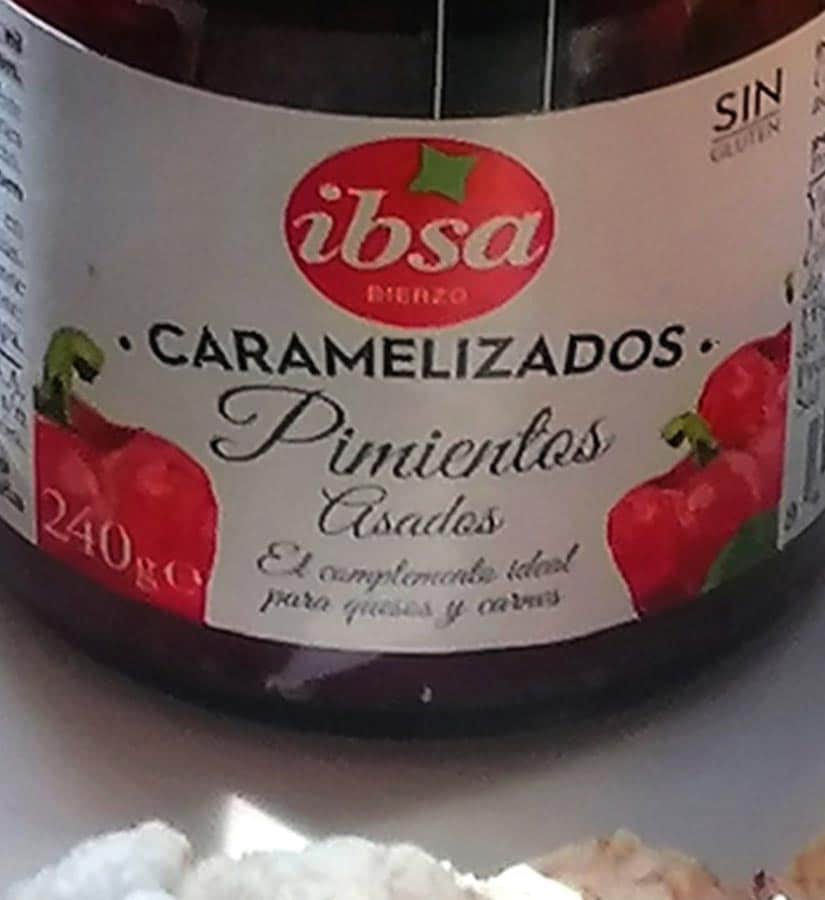 SIN
GLUTEN
ibsa
BIERZO
· CARAMELIZADOS ·
Pimientos
Asados
240g e
El complemento ideal
para quesos y carnes